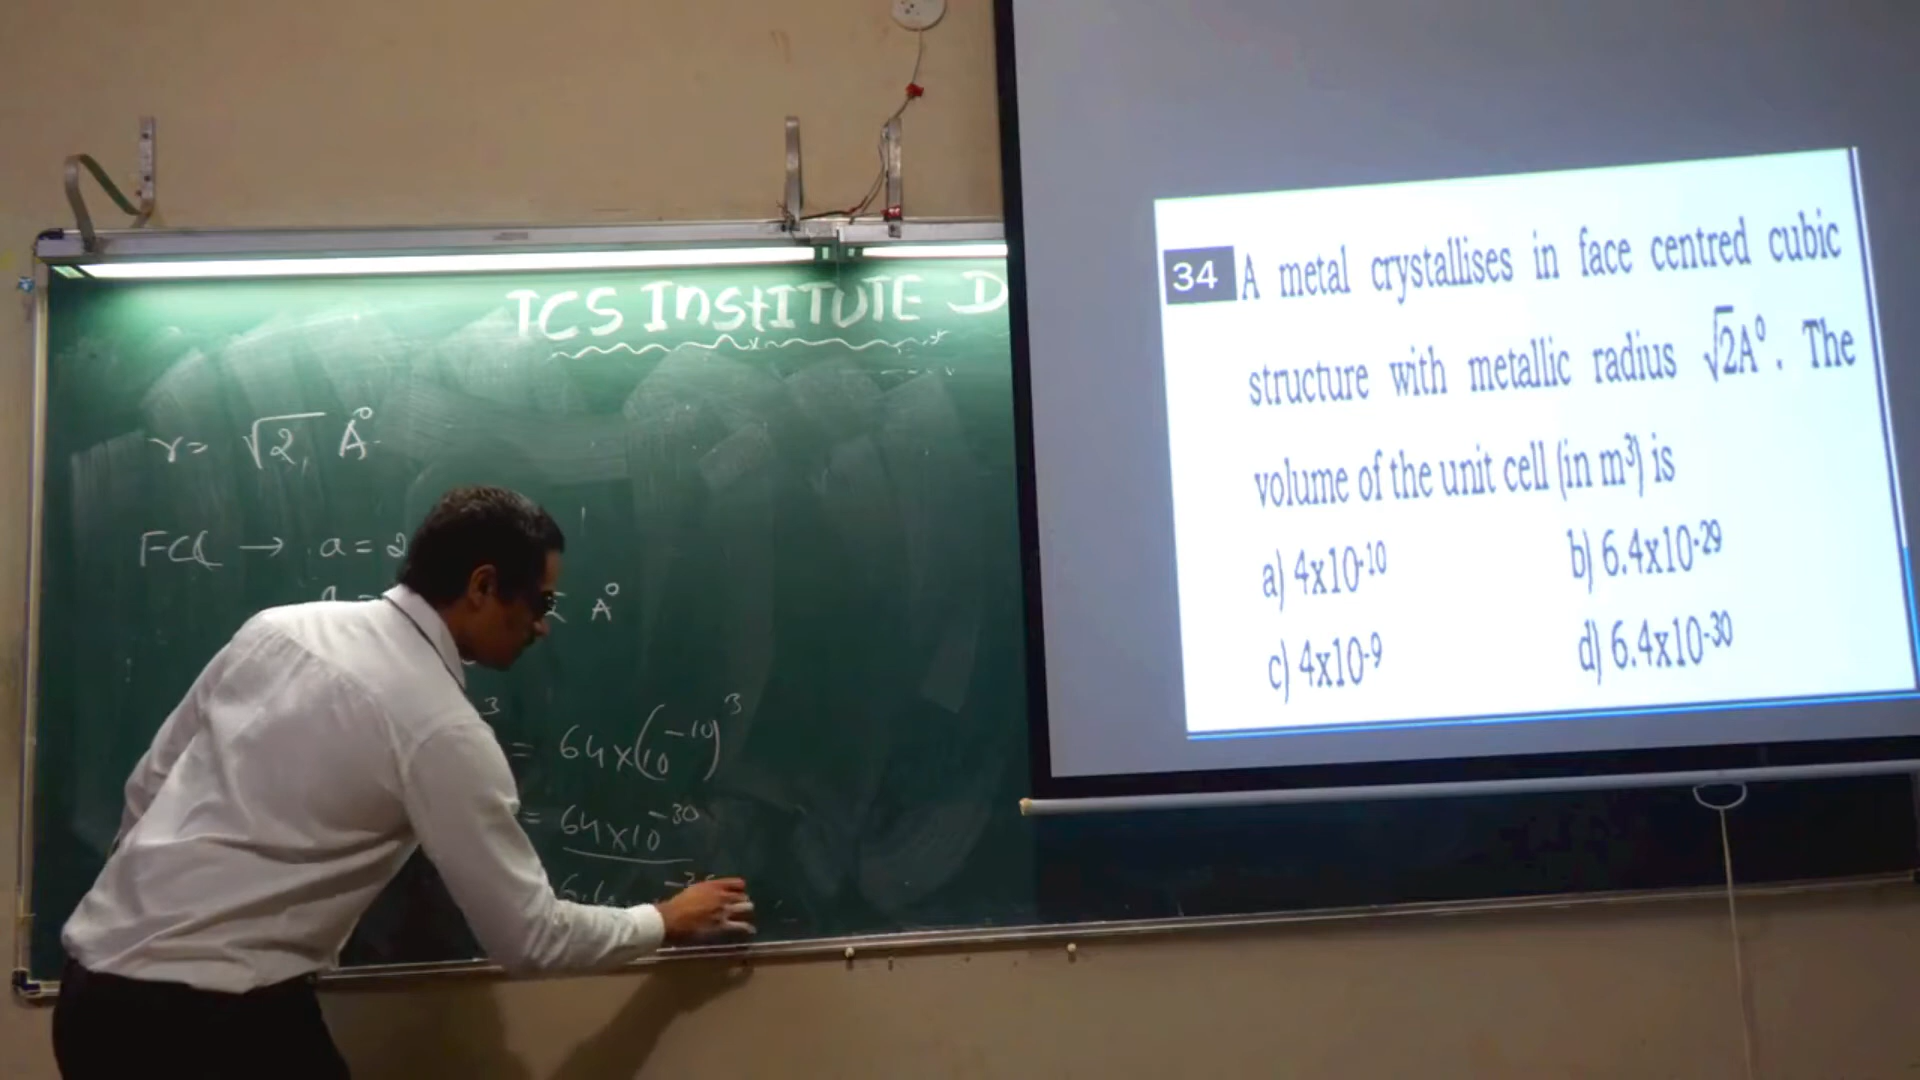 TCS InstITUTE D
r = √2 A°
FCC → a = 2
a =
A°
3
= 64 x (10^-10)^3
= 64 x 10^-30
34 A metal crystallises in face centred cubic
structure with metallic radius √2A⁰. The
volume of the unit cell (in m³) is
a) 4x10^-10
b) 6.4x10^-29
c) 4x10^-9
d) 6.4x10^-30